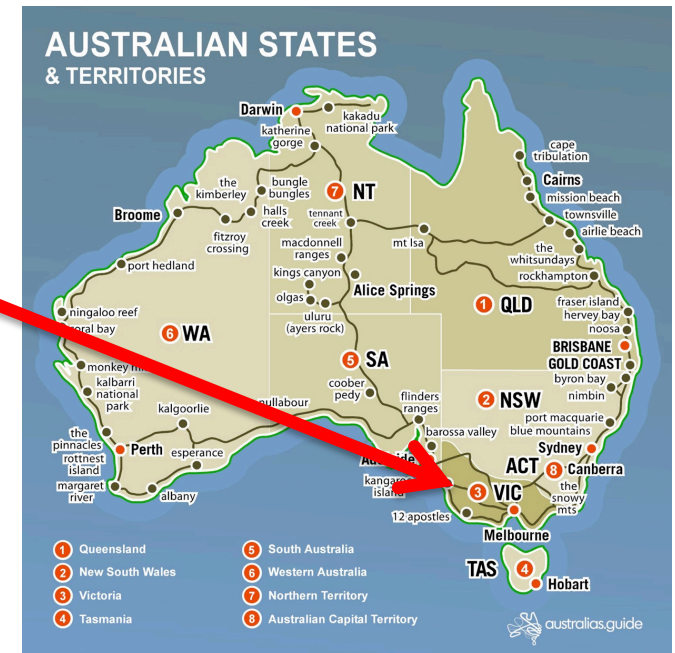 AUSTRALIAN STATES
& TERRITORIES
Darwin
kakadu
national park
katherine
gorge
cape
tribulation
the
kimberley
bungle
bungles
7 NT
Cairns
mission beach
Broome
halls
creek
tennant
creek
townsville
airlie beach
fitzroy
crossing
macdonnell
ranges
mt lsa
the
whitsundays
port hedland
kings canyon
rockhampton
olgas
Alice Springs
ningaloo reef
coral bay
uluru
(ayers rock)
1 QLD
fraser island
hervey bay
noosa
6 WA
BRISBANE
GOLD COAST
5 SA
monkey
kalbarri
national
park
coober
pedy
byron bay
nimbin
flinders
ranges
2 NSW
kalgoorlie
nullabour
port macquarie
blue mountains
the
pinnacles
rottnest
island
Perth
esperance
barossa valley
Sydney
Adelaide
ACT 8 Canberra
margaret
river
albany
kangaroo
island
3 VIC
the
snowy
mts
12 apostles
Melbourne
TAS 4
Hobart
1 Queensland
2 New South Wales
3 Victoria
4 Tasmania
5 South Australia
6 Western Australia
7 Northern Territory
8 Australian Capital Territory
australias.guide